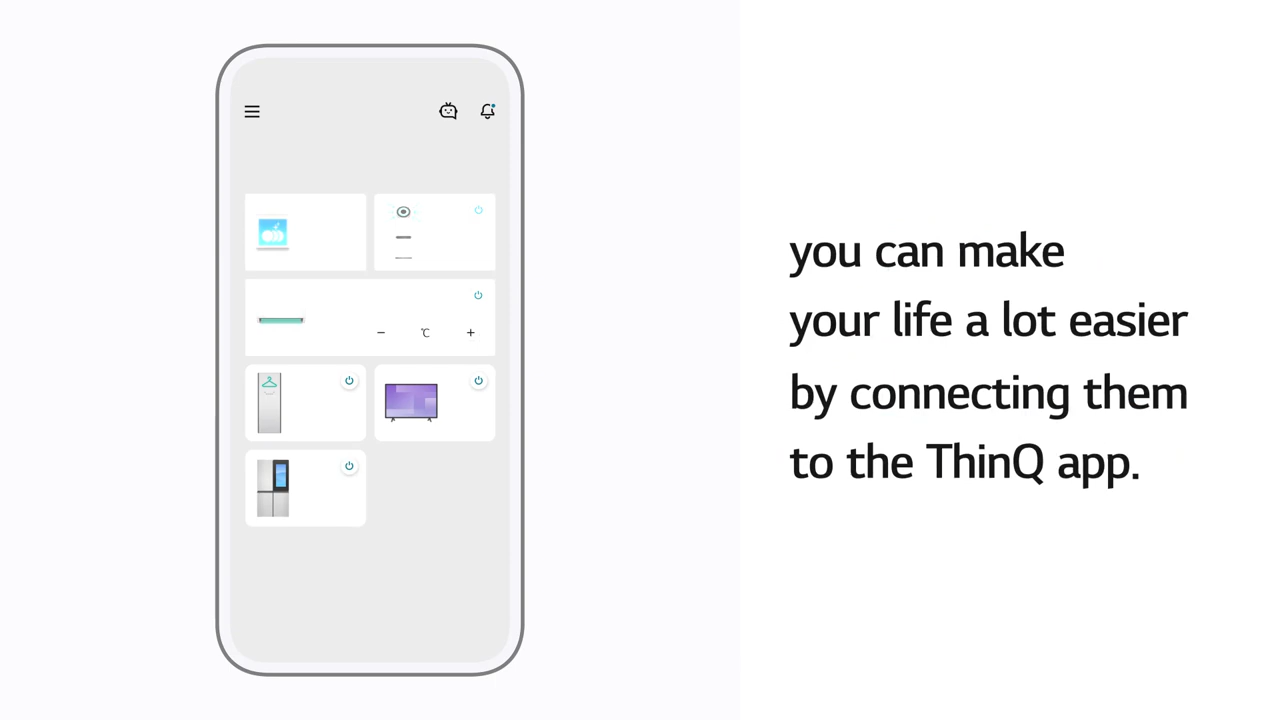 − ℃ +
you can make
your life a lot easier
by connecting them
to the ThinQ app.